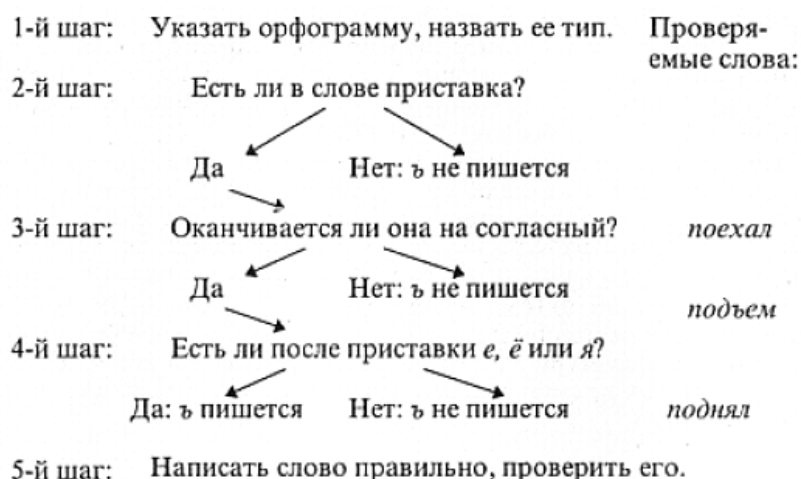 1-й шаг: Указать орфограмму, назвать ее тип. Проверя-
емые слова:
2-й шаг: Есть ли в слове приставка?
Да Нет: ъ не пишется
3-й шаг: Оканчивается ли она на согласный? поехал
Да Нет: ъ не пишется
подъем
4-й шаг: Есть ли после приставки е, ё или я?
Да: ъ пишется Нет: ъ не пишется поднял
5-й шаг: Написать слово правильно, проверить его.